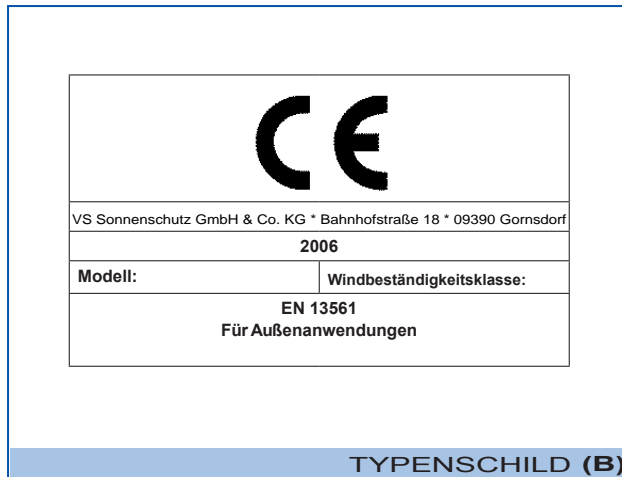 CE
VS Sonnenschutz GmbH & Co. KG * Bahnhofstraße 18 * 09390 Gornsdorf
2006
Modell:
Windbeständigkeitsklasse:
EN 13561
Für Außenanwendungen
TYPENSCHILD (B)